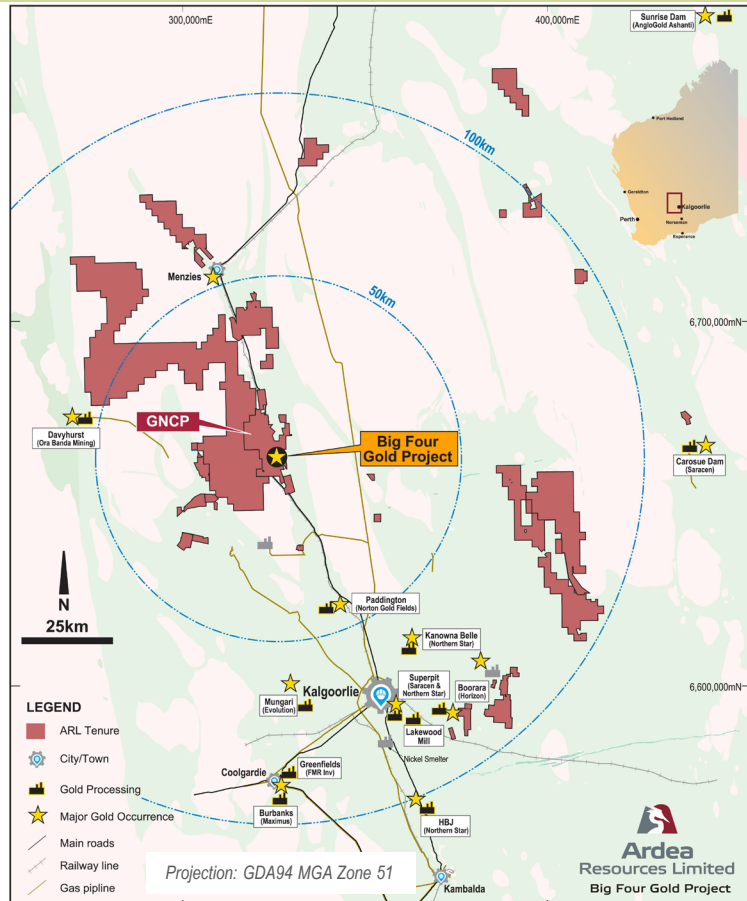 300,000mE
400,000mE
Sunrise Dam
(AngloGold Ashanti)
100km
Port Hedland
Geraldton
Kalgoorlie
Perth
Norseman
Esperance
Menzies
50km
6,700,000mN
GNCP
Big Four
Gold Project
Davyhurst
(Ora Banda Mining)
Carosue Dam
(Saracen)
N
25km
Paddington
(Norton Gold Fields)
Kanowna Belle
(Northern Star)
Kalgoorlie
Superpit
(Saracen &
Northern Star)
Boorara
(Horizon)
6,600,000mN
Mungari
(Evolution)
Lakewood
Mill
Nickel Smelter
Coolgardie
Greenfields
(FMR Inv)
Burbanks
(Maximus)
HBJ
(Northern Star)
Kambalda
LEGEND
ARL Tenure
City/Town
Gold Processing
Major Gold Occurrence
Main roads
Railway line
Gas pipline
Projection: GDA94 MGA Zone 51
Ardea
Resources Limited
Big Four Gold Project